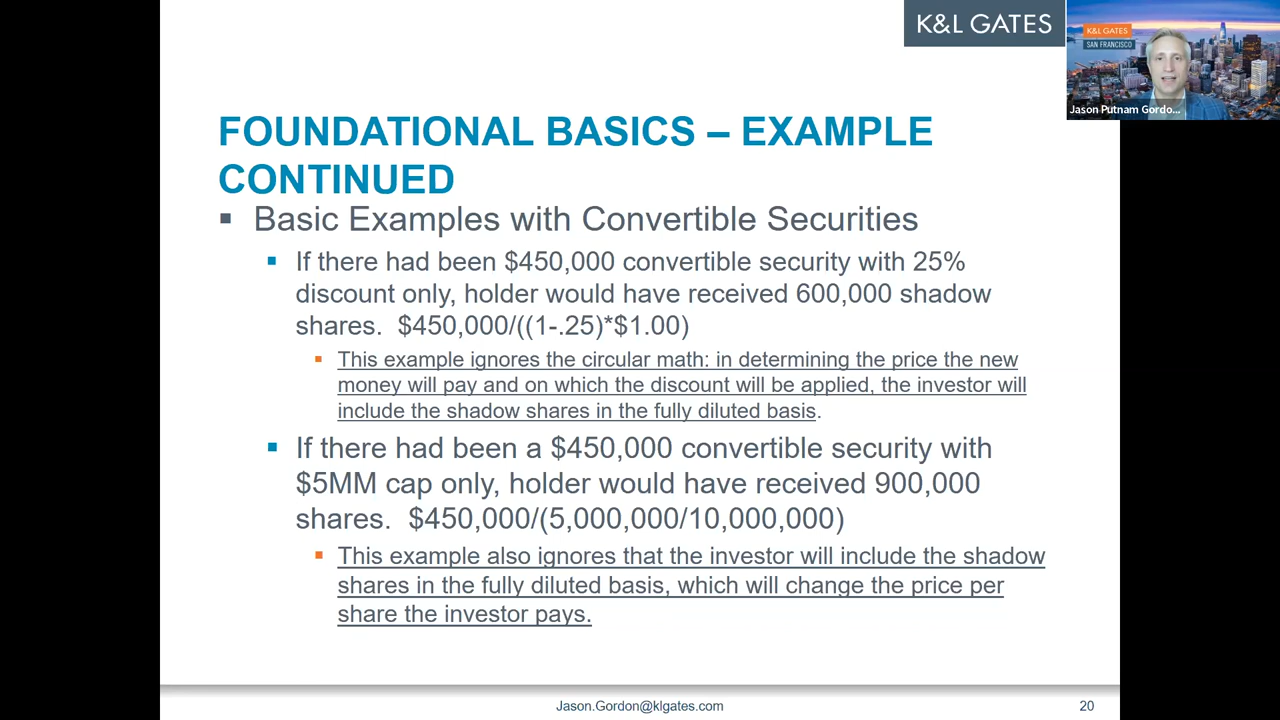 K&L GATES
K&L GATES
SAN FRANCISCO
Jason Putnam Gordo...
FOUNDATIONAL BASICS – EXAMPLE
CONTINUED
▪ Basic Examples with Convertible Securities
▪ If there had been $450,000 convertible security with 25%
discount only, holder would have received 600,000 shadow
shares. $450,000/((1-.25)*$1.00)
▪ This example ignores the circular math: in determining the price the new
money will pay and on which the discount will be applied, the investor will
include the shadow shares in the fully diluted basis.
▪ If there had been a $450,000 convertible security with
$5MM cap only, holder would have received 900,000
shares. $450,000/(5,000,000/10,000,000)
▪ This example also ignores that the investor will include the shadow
shares in the fully diluted basis, which will change the price per
share the investor pays.
Jason.Gordon@klgates.com
20